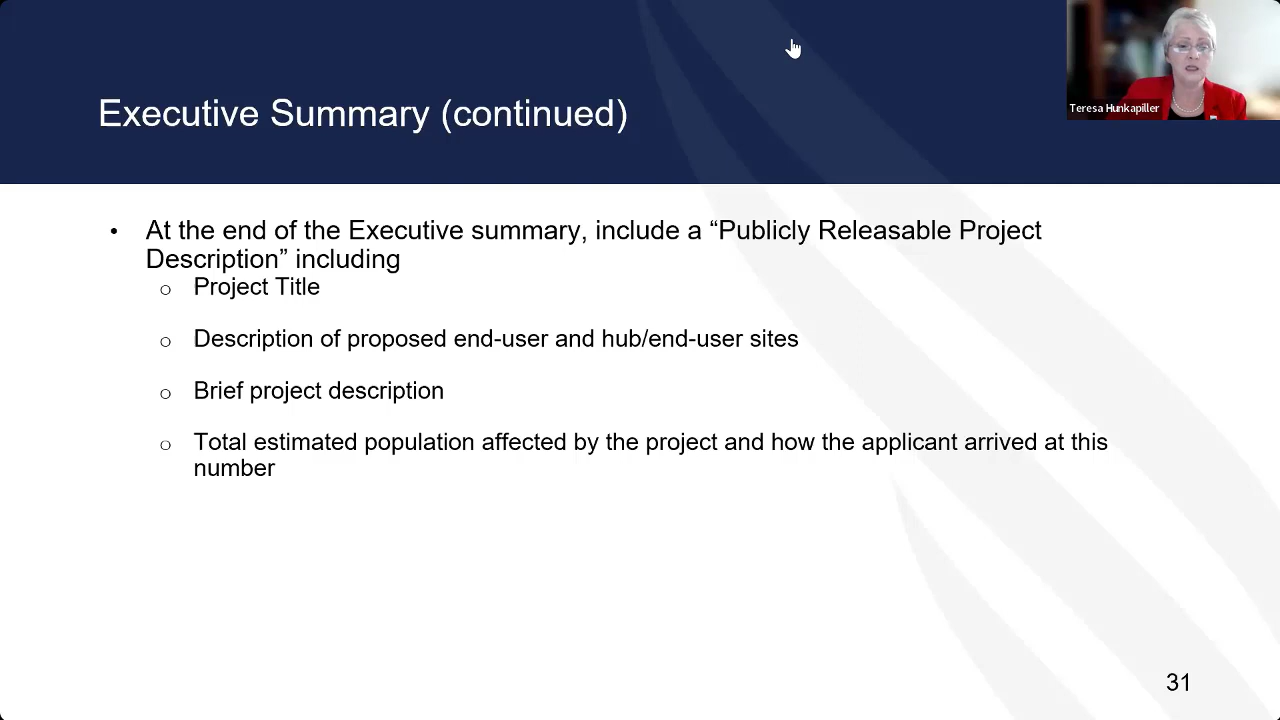 Teresa Hunkapiller
Executive Summary (continued)
• At the end of the Executive summary, include a “Publicly Releasable Project
Description” including
o Project Title
o Description of proposed end-user and hub/end-user sites
o Brief project description
o Total estimated population affected by the project and how the applicant arrived at this
number
31